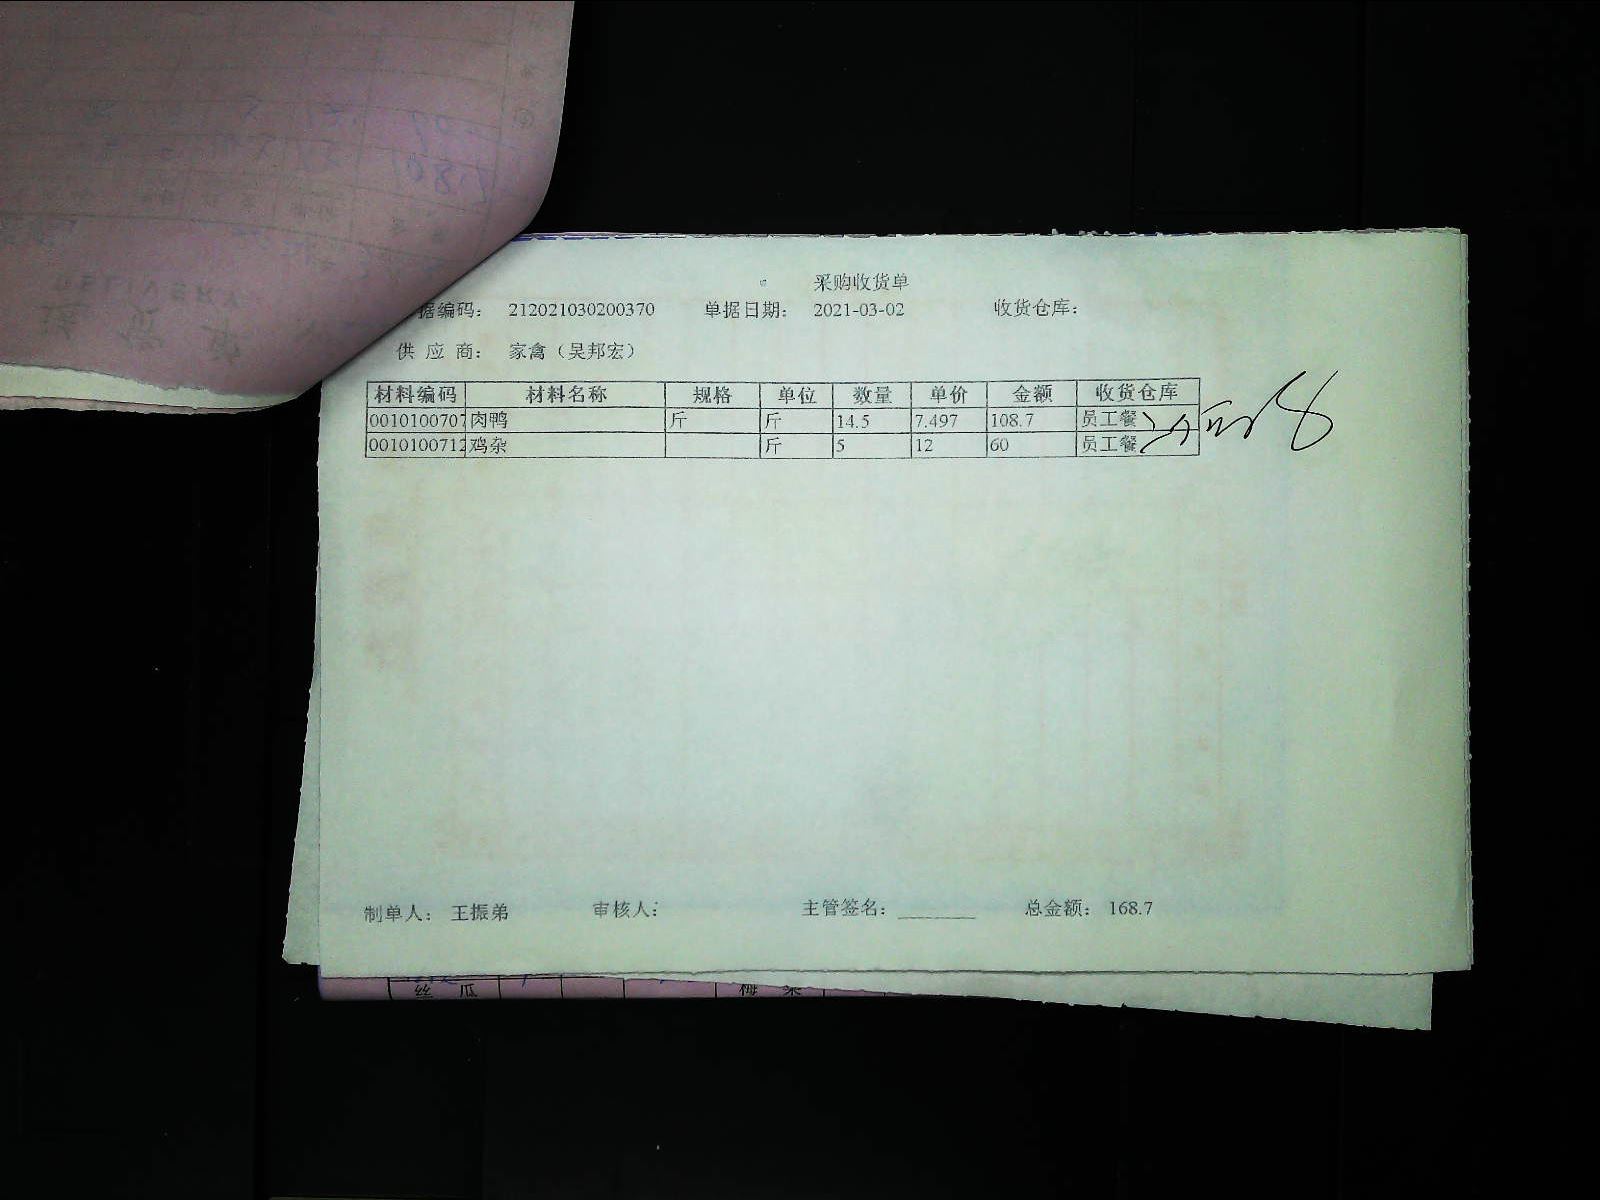 采购收货单
据编码： 212021030200370 单据日期： 2021-03-02 收货仓库：
供 应 商： 家禽（吴邦宏）
材料编码 材料名称 规格 单位 数量 单价 金额 收货仓库
0010100707 肉鸭 斤 斤 14.5 7.497 108.7 员工餐
0010100712 鸡杂 斤 5 12 60 员工餐
制单人： 王振弟 审核人： 主管签名： 总金额： 168.7
丝 瓜
DELIVERY